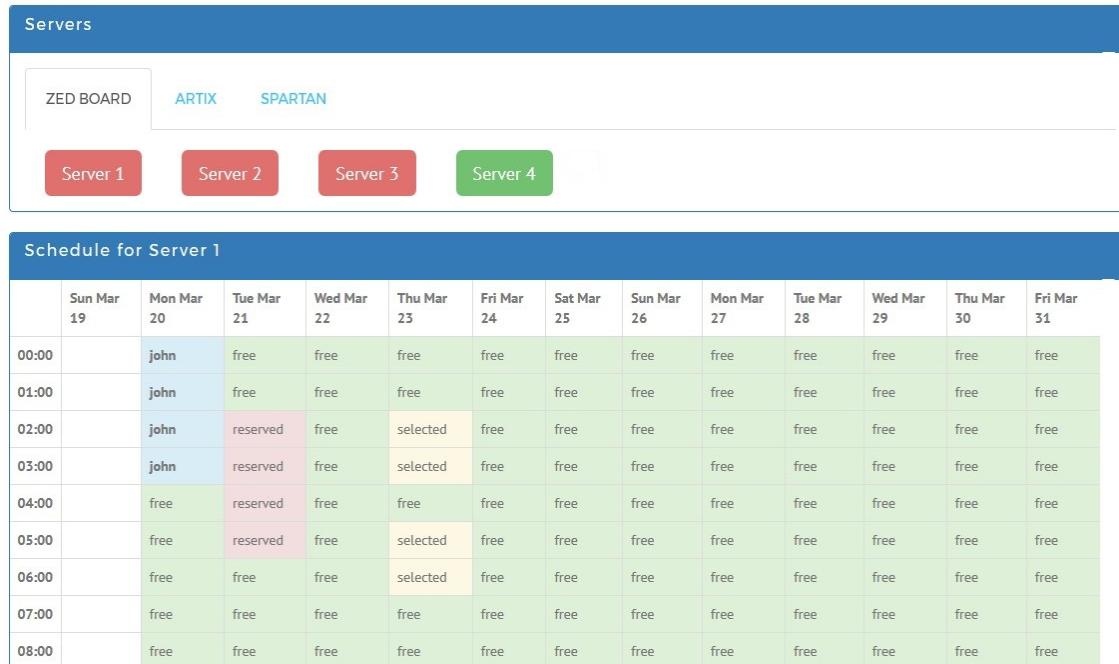 Servers
ZED BOARD ARTIX SPARTAN
Server 1 Server 2 Server 3 Server 4
Schedule for Server 1
Sun Mar Mon Mar Tue Mar Wed Mar Thu Mar Fri Mar Sat Mar Sun Mar Mon Mar Tue Mar Wed Mar Thu Mar Fri Mar
19 20 21 22 23 24 25 26 27 28 29 30 31
00:00 john free free free free free free free free free free free
01:00 john free free free free free free free free free free free
02:00 john reserved free selected free free free free free free free free
03:00 john reserved free selected free free free free free free free free
04:00 free reserved free free free free free free free free free free
05:00 free reserved free selected free free free free free free free free
06:00 free free free selected free free free free free free free free
07:00 free free free free free free free free free free free free
08:00 free free free free free free free free free free free free